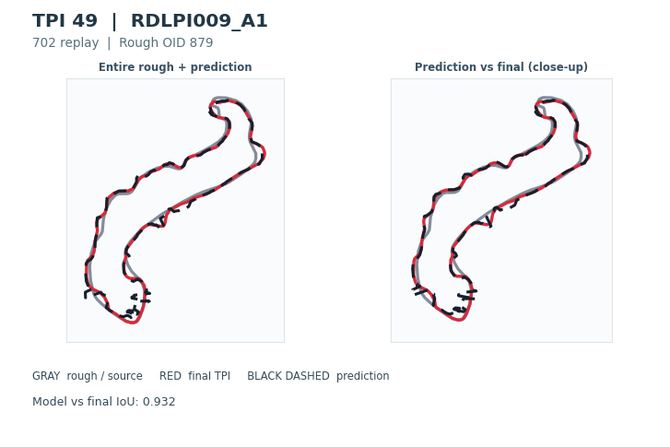 TPI 49 | RDLPI009_A1
702 replay | Rough OID 879
Entire rough + prediction
Prediction vs final (close-up)
GRAY rough / source RED final TPI BLACK DASHED prediction
Model vs final IoU: 0.932